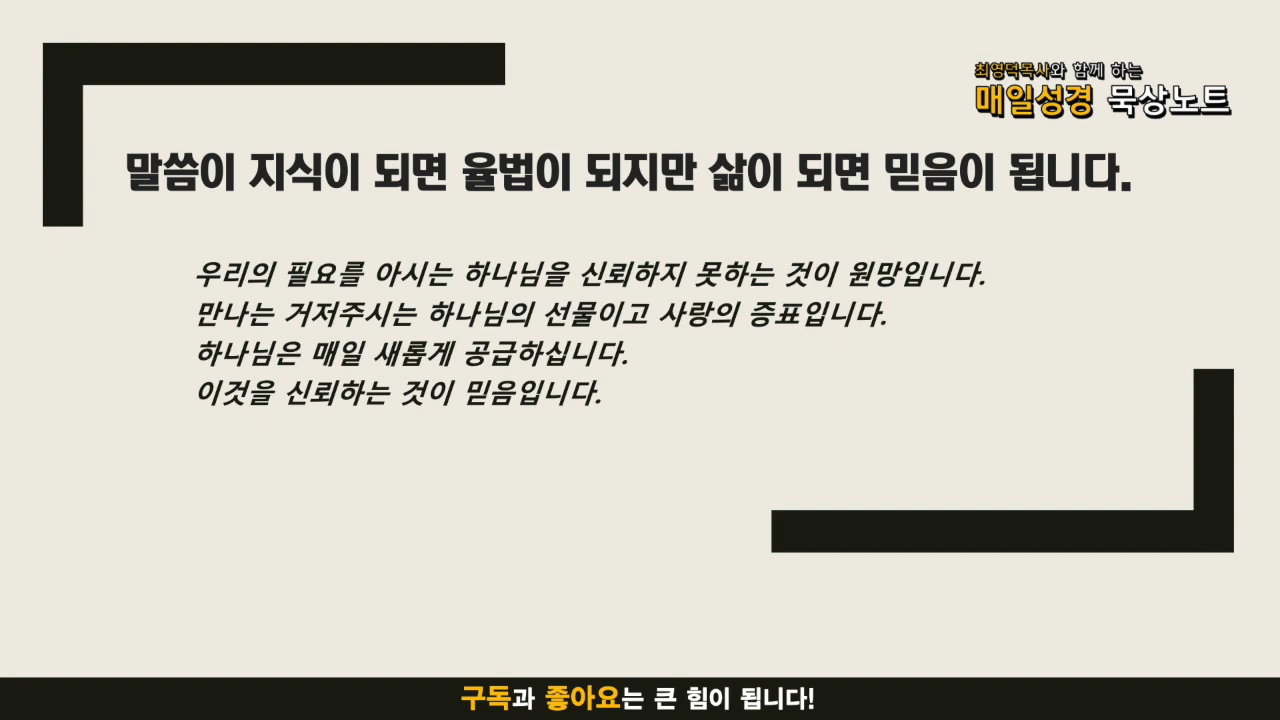 최영덕목사와 함께 하는
매일성경 묵상노트
말씀이 지식이 되면 율법이 되지만 삶이 되면 믿음이 됩니다.
우리의 필요를 아시는 하나님을 신뢰하지 못하는 것이 원망입니다.
만나는 거저주시는 하나님의 선물이고 사랑의 증표입니다.
하나님은 매일 새롭게 공급하십니다.
이것을 신뢰하는 것이 믿음입니다.
구독과 좋아요는 큰 힘이 됩니다!